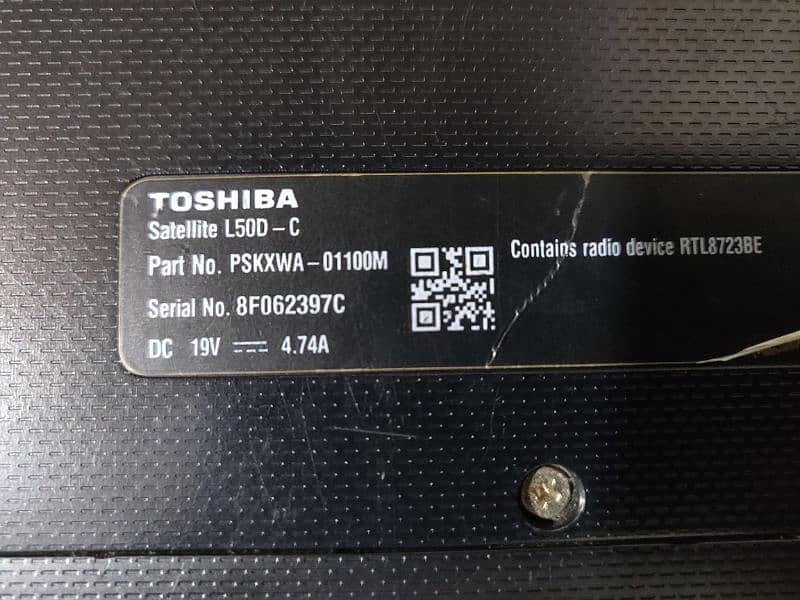 TOSHIBA
Satellite L50D-C
Part No. PSKXWA-01100M
Serial No. 8F062397C
DC 19V ⎓ 4.74A
Contains radio device RTL8723BE